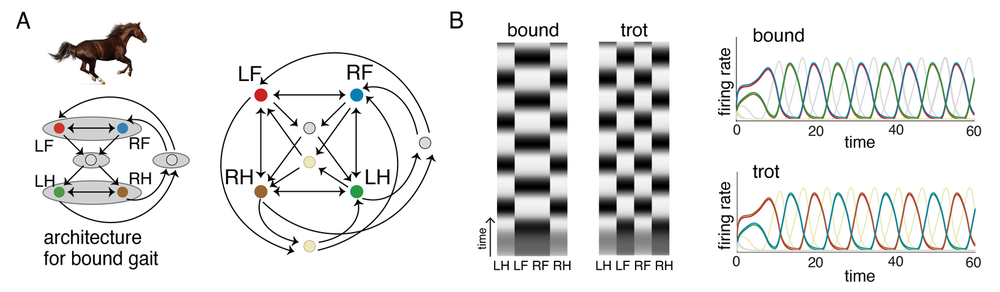 A
LF
RF
LH
RH
architecture
for bound gait
LF
RF
RH
LH
B
bound
trot
time
LH LF RF RH
LH LF RF RH
bound
firing rate
0
20
40
60
time
trot
firing rate
0
20
40
60
time